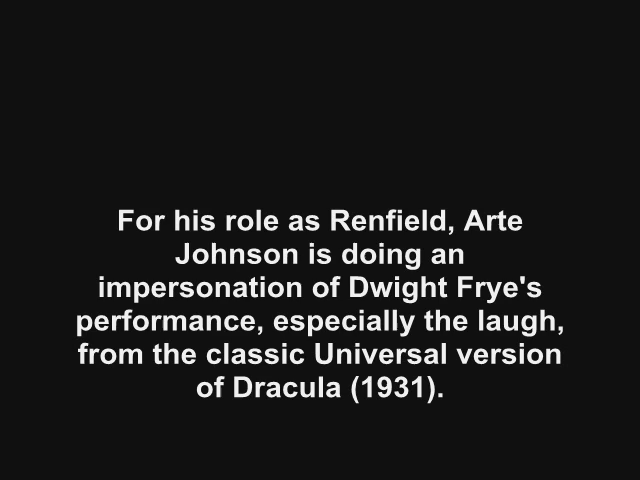 For his role as Renfield, Arte
Johnson is doing an
impersonation of Dwight Frye's
performance, especially the laugh,
from the classic Universal version
of Dracula (1931).